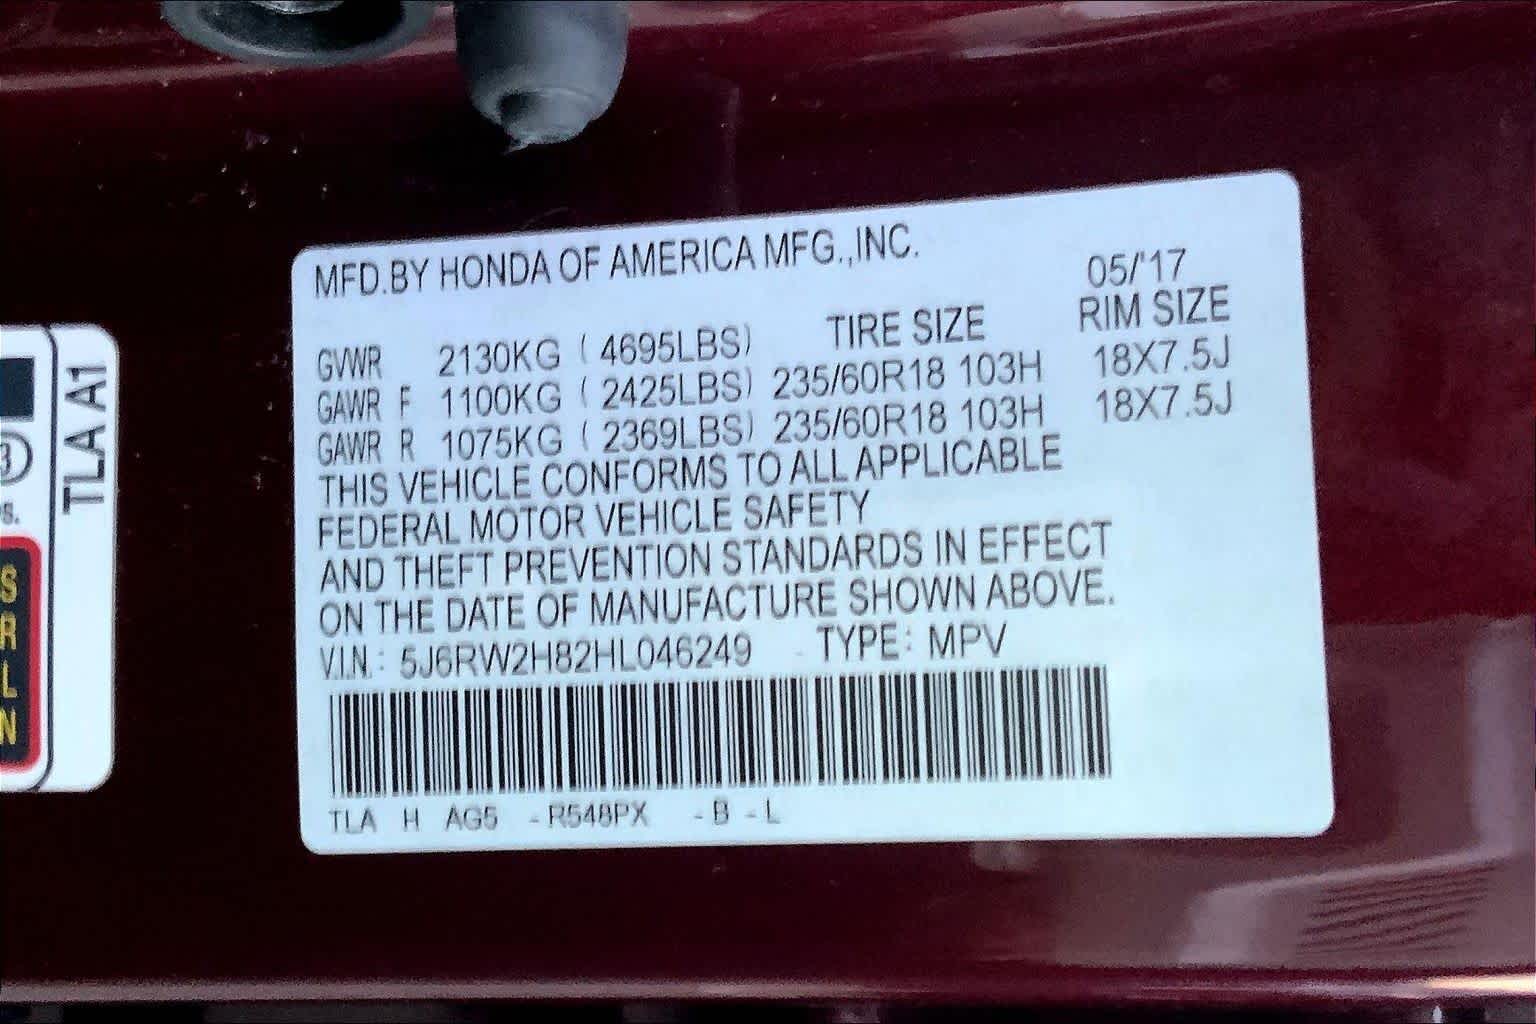 MFD.BY HONDA OF AMERICA MFG.,INC. 05/'17
TIRE SIZE RIM SIZE
GVWR 2130KG ( 4695LBS)
GAWR F 1100KG ( 2425LBS) 235/60R18 103H 18X7.5J
GAWR R 1075KG ( 2369LBS) 235/60R18 103H 18X7.5J
THIS VEHICLE CONFORMS TO ALL APPLICABLE
FEDERAL MOTOR VEHICLE SAFETY
AND THEFT PREVENTION STANDARDS IN EFFECT
ON THE DATE OF MANUFACTURE SHOWN ABOVE.
V.I.N.: 5J6RW2H82HL046249 TYPE: MPV
TLA H AG5 -R548PX -B -L
TLA A1
S
R
L
N